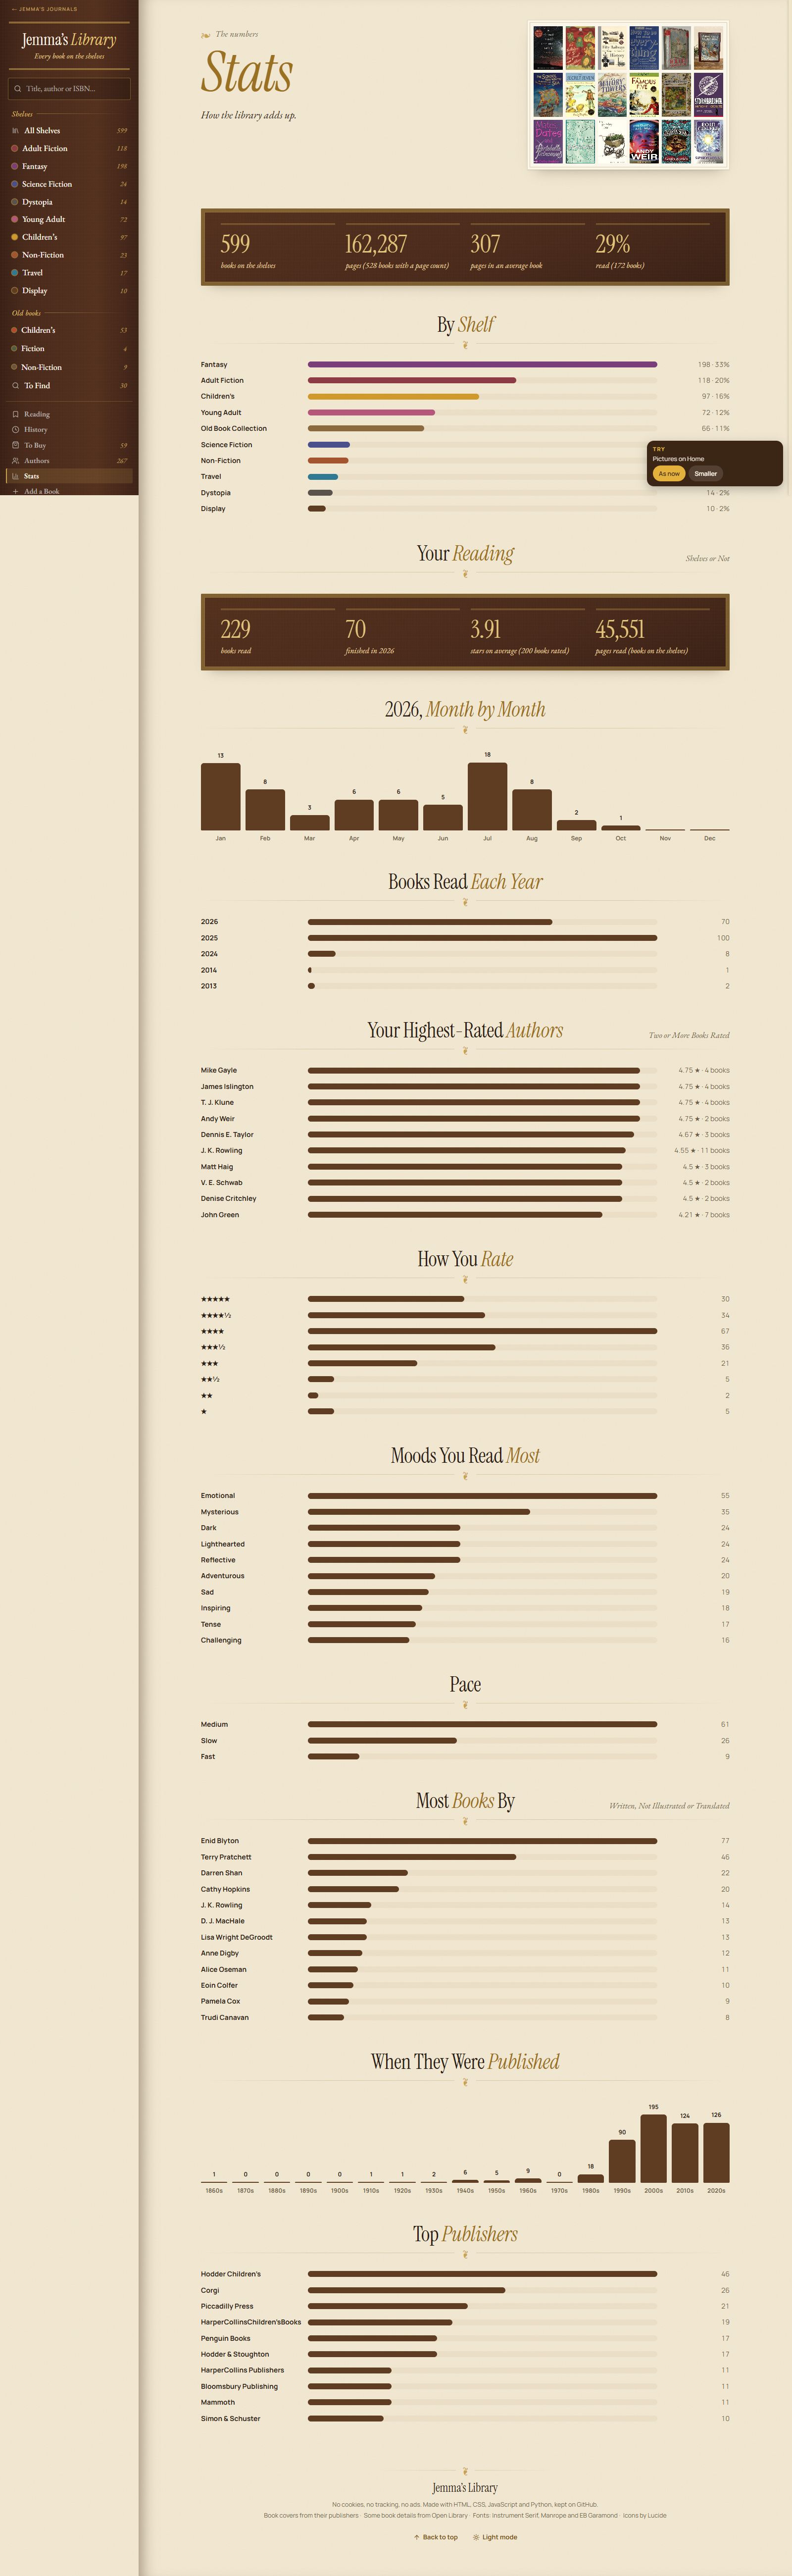 ← JEMMA'S JOURNALS
Jemma's Library
Every book on the shelves
Title, author or ISBN...
Shelves
All Shelves 599
Adult Fiction 118
Fantasy 198
Science Fiction 24
Dystopia 14
Young Adult 72
Children's 97
Non-Fiction 23
Travel 17
Display 10
Old books
Children's 53
Fiction 4
Non-Fiction 9
To Find 30
Reading
History
To Buy 59
Authors 267
Stats
Add a Book
The numbers
Stats
How the library adds up.
599
books on the shelves
162,287
pages (528 books with a page count)
307
pages in an average book
29%
read (172 books)
By Shelf
Fantasy 198 · 33%
Adult Fiction 118 · 20%
Children's 97 · 16%
Young Adult 72 · 12%
Old Book Collection 66 · 11%
Science Fiction
Non-Fiction
Travel
Dystopia 14 · 2%
Display 10 · 2%
TRY
Pictures on Home
As now Smaller
Your Reading
Shelves or Not
229
books read
70
finished in 2026
3.91
stars on average (200 books rated)
45,551
pages read (books on the shelves)
2026, Month by Month
13 8 3 6 6 5 18 8 2 1
Jan Feb Mar Apr May Jun Jul Aug Sep Oct Nov Dec
Books Read Each Year
2026 70
2025 100
2024 8
2014 1
2013 2
Your Highest-Rated Authors
Two or More Books Rated
Mike Gayle 4.75 ★ · 4 books
James Islington 4.75 ★ · 4 books
T. J. Klune 4.75 ★ · 4 books
Andy Weir 4.75 ★ · 2 books
Dennis E. Taylor 4.67 ★ · 3 books
J. K. Rowling 4.55 ★ · 11 books
Matt Haig 4.5 ★ · 3 books
V. E. Schwab 4.5 ★ · 2 books
Denise Critchley 4.5 ★ · 2 books
John Green 4.21 ★ · 7 books
How You Rate
★★★★★ 30
★★★★½ 34
★★★★ 67
★★★½ 36
★★★ 21
★★½ 5
★★ 2
★ 5
Moods You Read Most
Emotional 55
Mysterious 35
Dark 24
Lighthearted 24
Reflective 24
Adventurous 20
Sad 19
Inspiring 18
Tense 17
Challenging 16
Pace
Medium 61
Slow 26
Fast 9
Most Books By
Written, Not Illustrated or Translated
Enid Blyton 77
Terry Pratchett 46
Darren Shan 22
Cathy Hopkins 20
J. K. Rowling 14
D. J. MacHale 13
Lisa Wright DeGroodt 13
Anne Digby 12
Alice Oseman 11
Eoin Colfer 10
Pamela Cox 9
Trudi Canavan 8
When They Were Published
1 0 0 0 0 1 1 2 6 5 9 0 18 90 195 124 126
1860s 1870s 1880s 1890s 1900s 1910s 1920s 1930s 1940s 1950s 1960s 1970s 1980s 1990s 2000s 2010s 2020s
Top Publishers
Hodder Children's 46
Corgi 26
Piccadilly Press 21
HarperCollinsChildren'sBooks 19
Penguin Books 17
Hodder & Stoughton 17
HarperCollins Publishers 11
Bloomsbury Publishing 11
Mammoth 11
Simon & Schuster 10
Jemma's Library
No cookies, no tracking, no ads. Made with HTML, CSS, JavaScript and Python, kept on GitHub.
Book covers from their publishers · Some book details from Open Library · Fonts: Instrument Serif, Manrope and EB Garamond · Icons by Lucide
Back to top Light mode